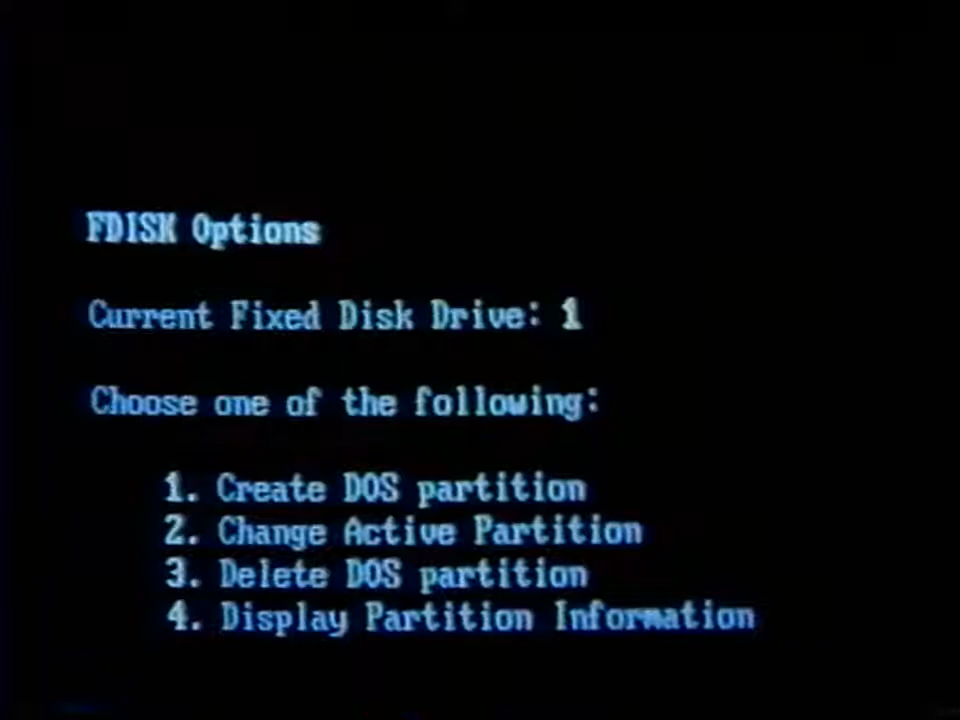 FDISK Options
Current Fixed Disk Drive: 1
Choose one of the following:
1. Create DOS partition
2. Change Active Partition
3. Delete DOS partition
4. Display Partition Information